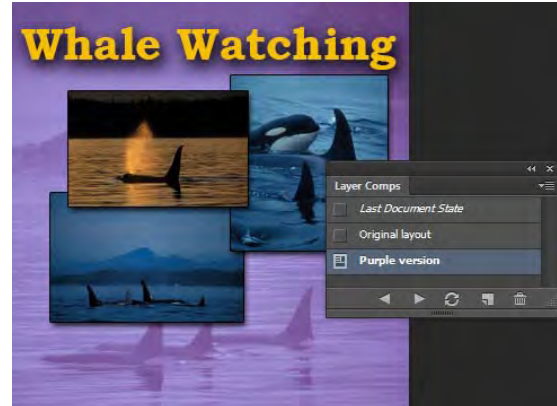 Whale Watching
Layer Comps
Last Document State
Original layout
Purple version